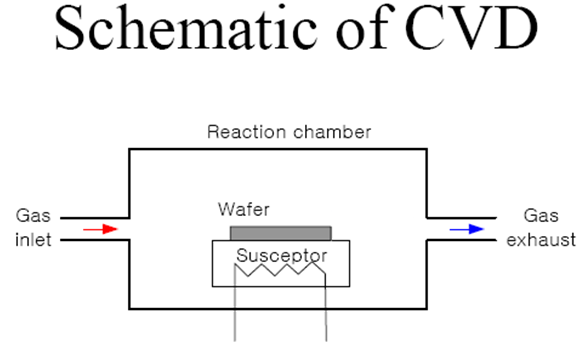 Schematic of CVD
Reaction chamber
Gas
inlet
Wafer
Susceptor
Gas
exhaust